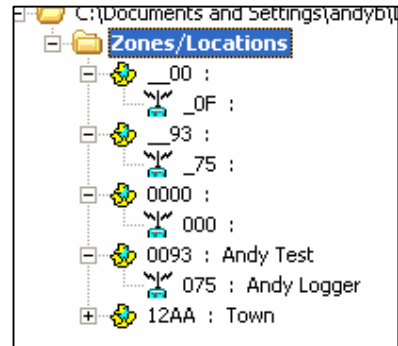 C:\Documents and Settings\andyb\
Zones/Locations
__00 :
_0F :
__93 :
_75 :
0000 :
000 :
0093 : Andy Test
075 : Andy Logger
12AA : Town